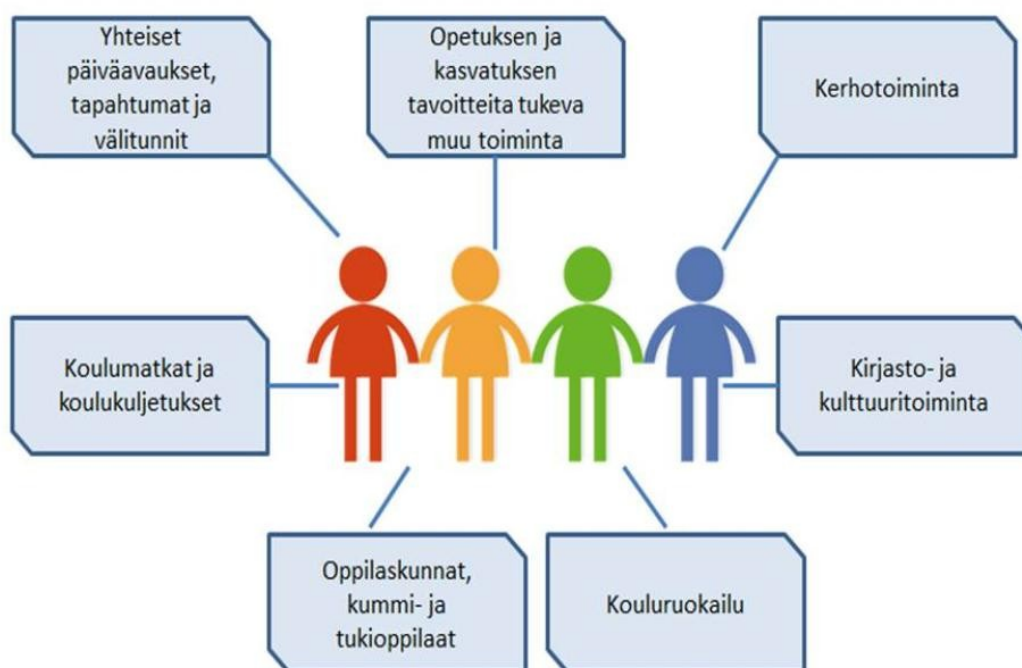 Yhteiset
päiväavaukset,
tapahtumat ja
välitunnit
Opetuksen ja
kasvatuksen
tavoitteita tukeva
muu toiminta
Kerhotoiminta
Koulumatkat ja
koulukuljetukset
Kirjasto- ja
kulttuuritoiminta
Oppilaskunnat,
kummi- ja
tukioppilaat
Kouluruokailu